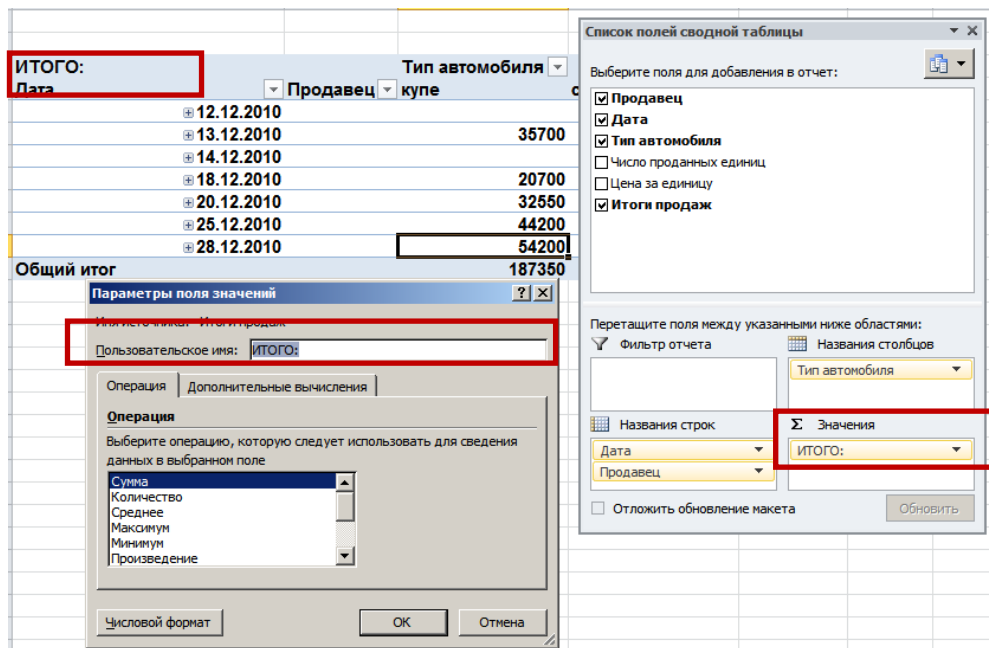 ИТОГО:
Тип автомобиля
Дата Продавец купе
12.12.2010
13.12.2010 35700
14.12.2010
18.12.2010 20700
20.12.2010 32550
25.12.2010 44200
28.12.2010 54200
Общий итог 187350
Параметры поля значений
Имя источника: Итоги продаж
Пользовательское имя: ИТОГО:
Операция Дополнительные вычисления
Операция
Выберите операцию, которую следует использовать для сведения
данных в выбранном поле
Сумма
Количество
Среднее
Максимум
Минимум
Произведение
Числовой формат ОК Отмена
Список полей сводной таблицы
Выберите поля для добавления в отчет:
Продавец
Дата
Тип автомобиля
Число проданных единиц
Цена за единицу
Итоги продаж
Перетащите поля между указанными ниже областями:
Фильтр отчета
Названия столбцов
Тип автомобиля
Названия строк
Дата
Продавец
Σ Значения
ИТОГО:
Отложить обновление макета Обновить